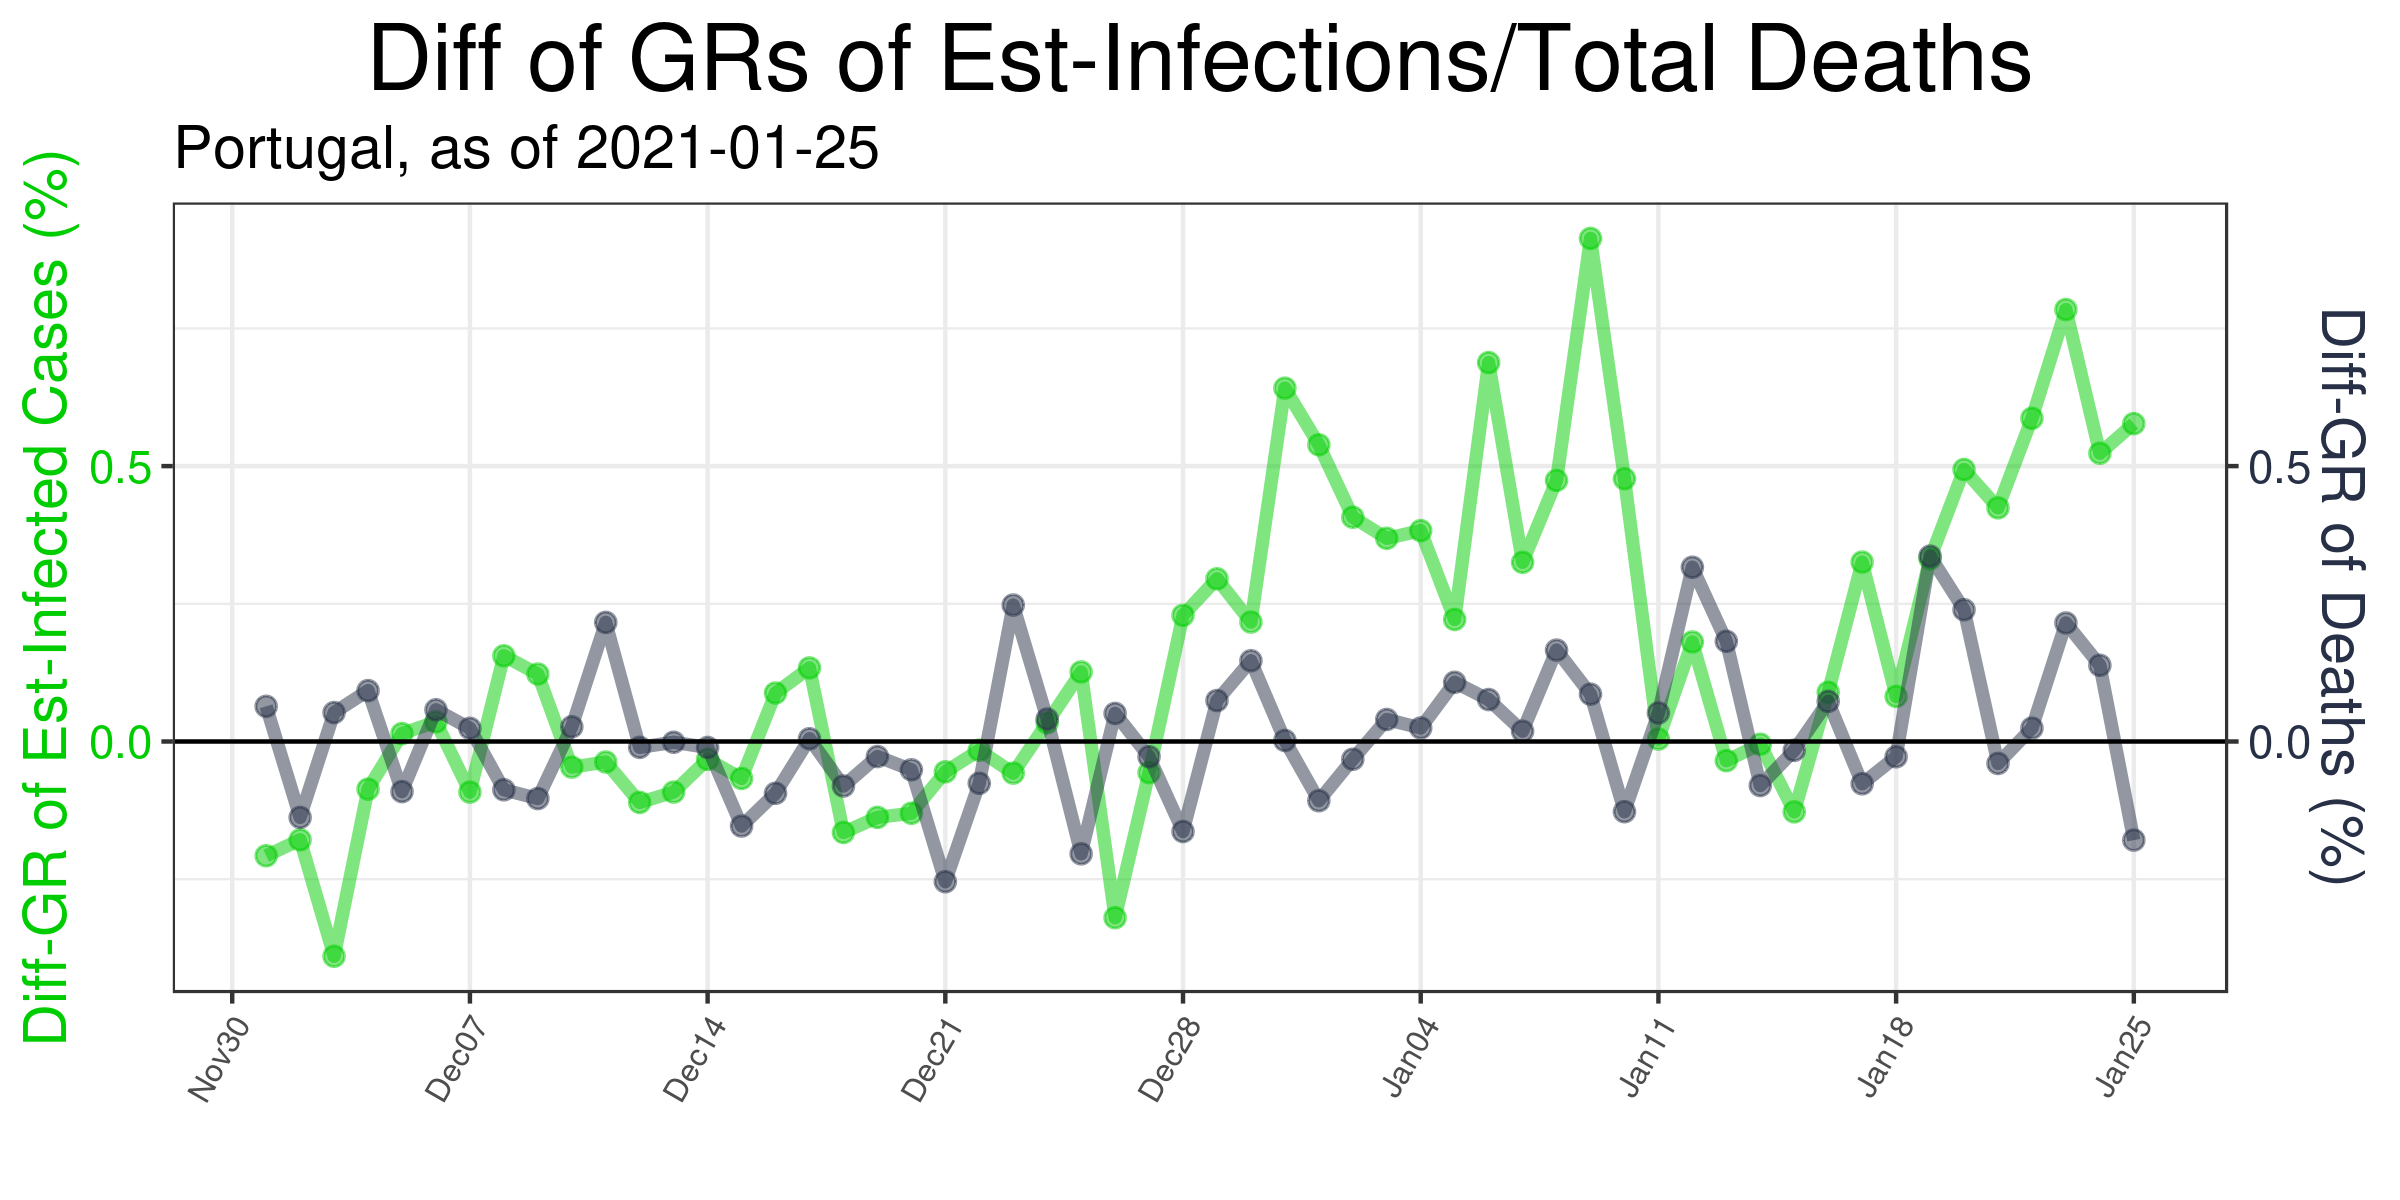 Diff of GRs of Est-Infections/Total Deaths
Portugal, as of 2021-01-25
Diff-GR of Est-Infected Cases (%)
0.5
0.0
0.5
0.0
Diff-GR of Deaths (%)
Nov30
Dec07
Dec14
Dec21
Dec28
Jan04
Jan11
Jan18
Jan25